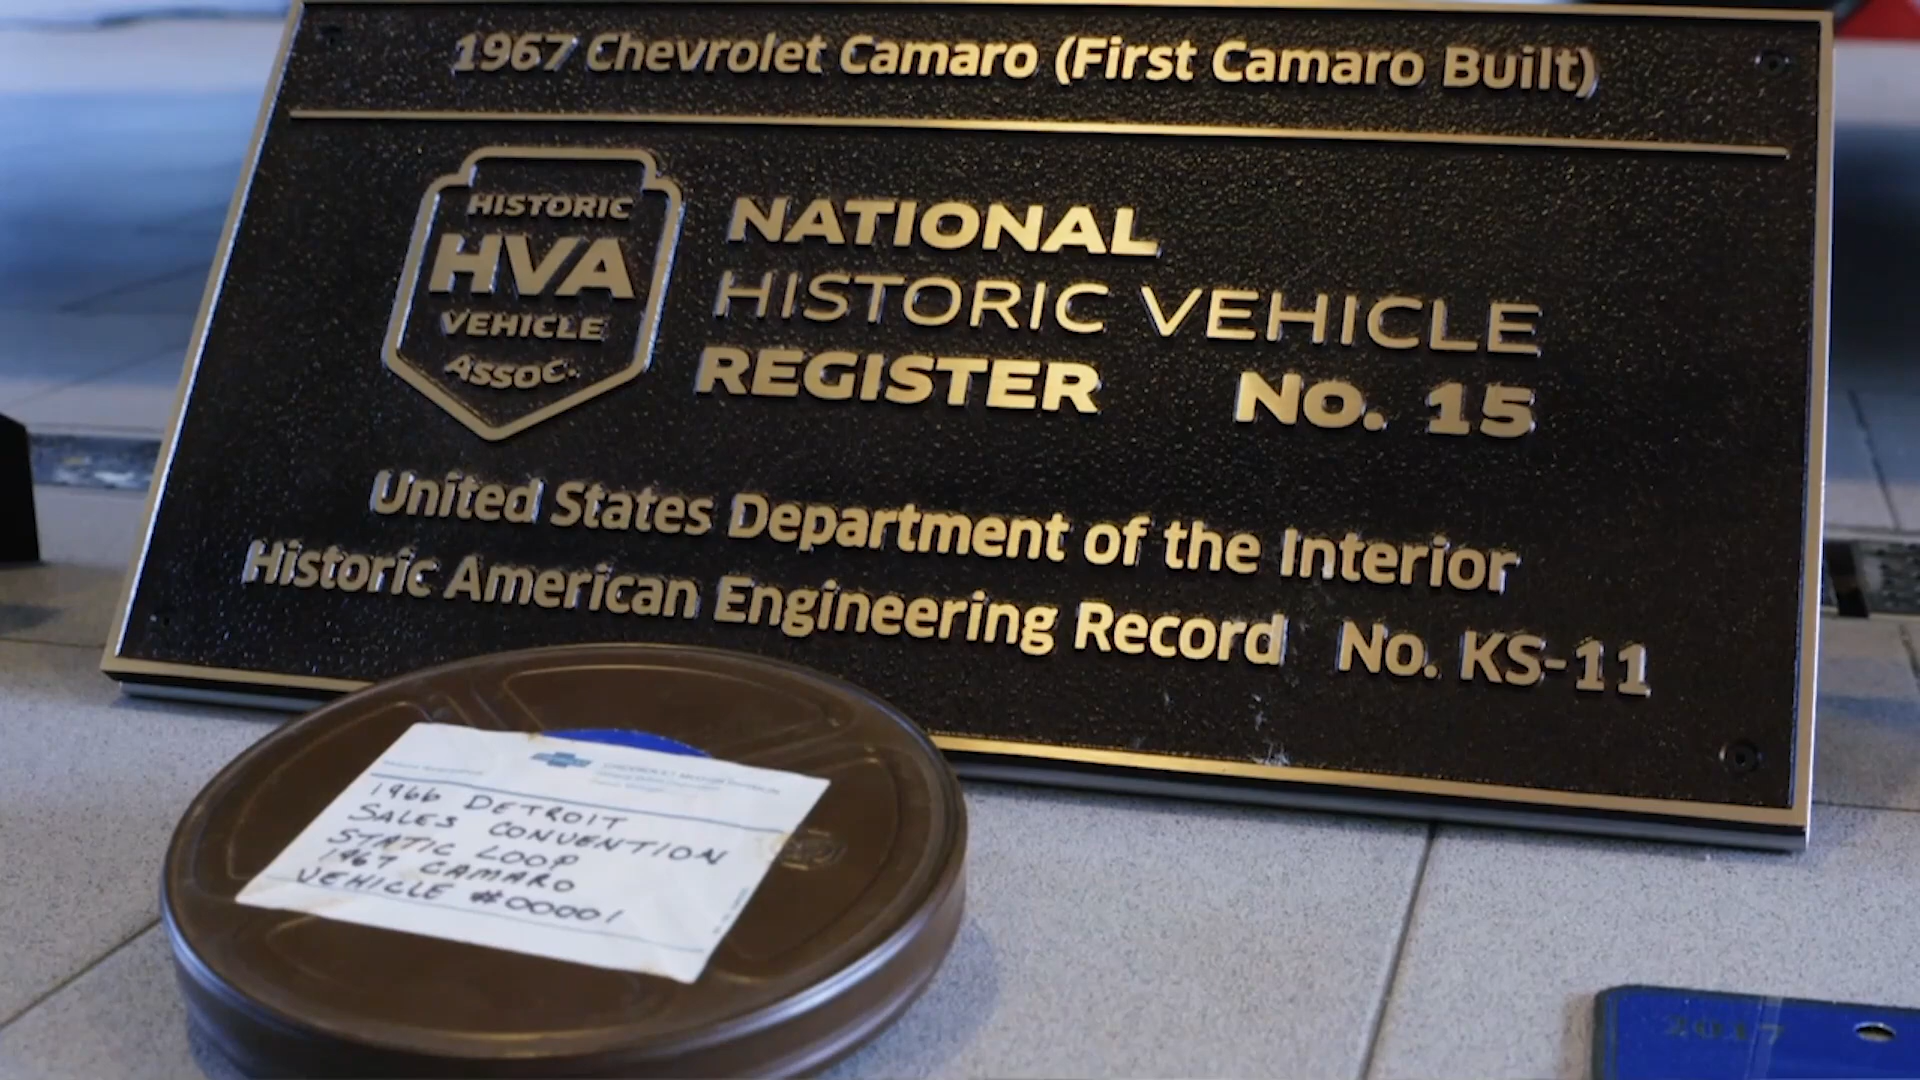 1967 Chevrolet Camaro (First Camaro Built)
HISTORIC
HVA
VEHICLE
Assoc.
NATIONAL
HISTORIC VEHICLE
REGISTER No. 15
United States Department of the Interior
Historic American Engineering Record No. KS-11
1966 DETROIT
SALES CONVENTION
STATIC LOOP
1967 CAMARO
VEHICLE #00001
2017